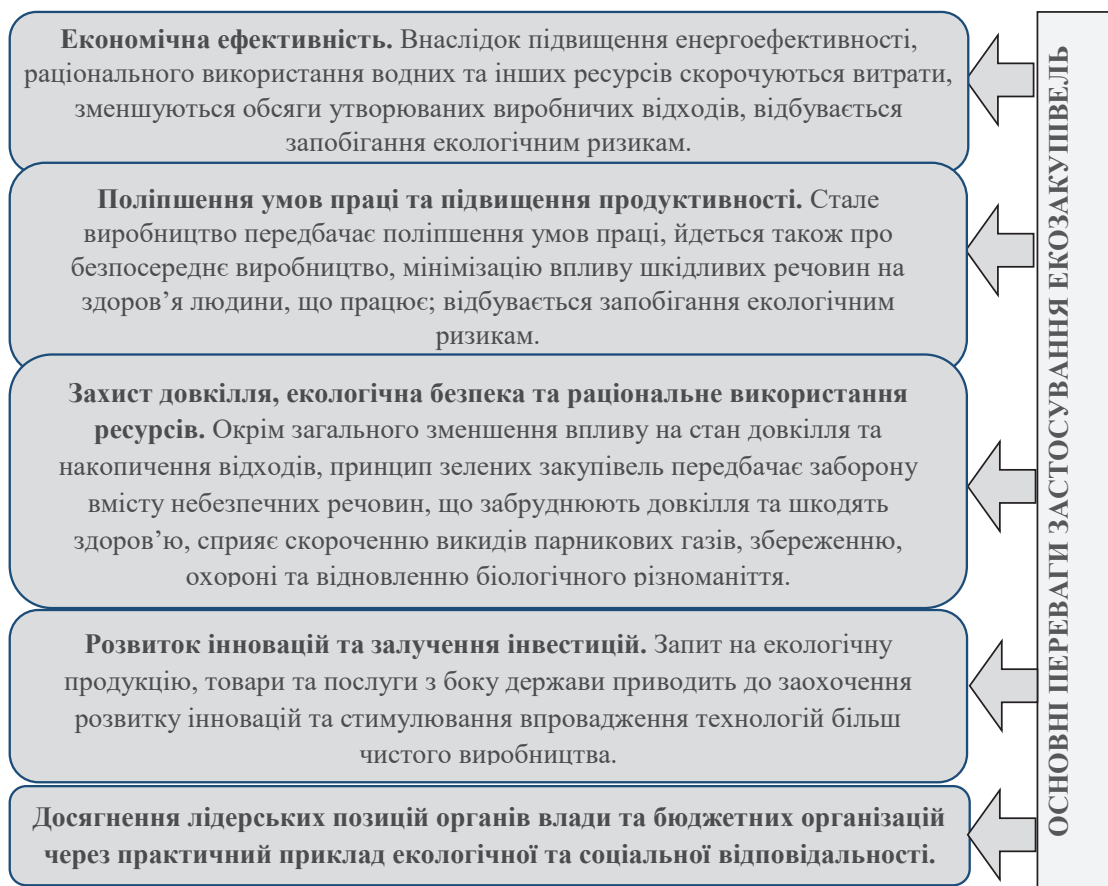 Економічна ефективність. Внаслідок підвищення енергоефективності,
раціонального використання водних та інших ресурсів скорочуються витрати,
зменшуються обсяги утворюваних виробничих відходів, відбувається
запобігання екологічним ризикам.
Поліпшення умов праці та підвищення продуктивності. Стале
виробництво передбачає поліпшення умов праці, йдеться також про
безпосереднє виробництво, мінімізацію впливу шкідливих речовин на
здоров’я людини, що працює; відбувається запобігання екологічним
ризикам.
Захист довкілля, екологічна безпека та раціональне використання
ресурсів. Окрім загального зменшення впливу на стан довкілля та
накопичення відходів, принцип зелених закупівель передбачає заборону
вмісту небезпечних речовин, що забруднюють довкілля та шкодять
здоров’ю, сприяє скороченню викидів парникових газів, збереженню,
охороні та відновленню біологічного різноманіття.
Розвиток інновацій та залучення інвестицій. Запит на екологічну
продукцію, товари та послуги з боку держави приводить до заохочення
розвитку інновацій та стимулювання впровадження технологій більш
чистого виробництва.
Досягнення лідерських позицій органів влади та бюджетних організацій
через практичний приклад екологічної та соціальної відповідальності.
ОСНОВНІ ПЕРЕВАГИ ЗАСТОСУВАННЯ ЕКОЗАКУПІВЕЛЬ